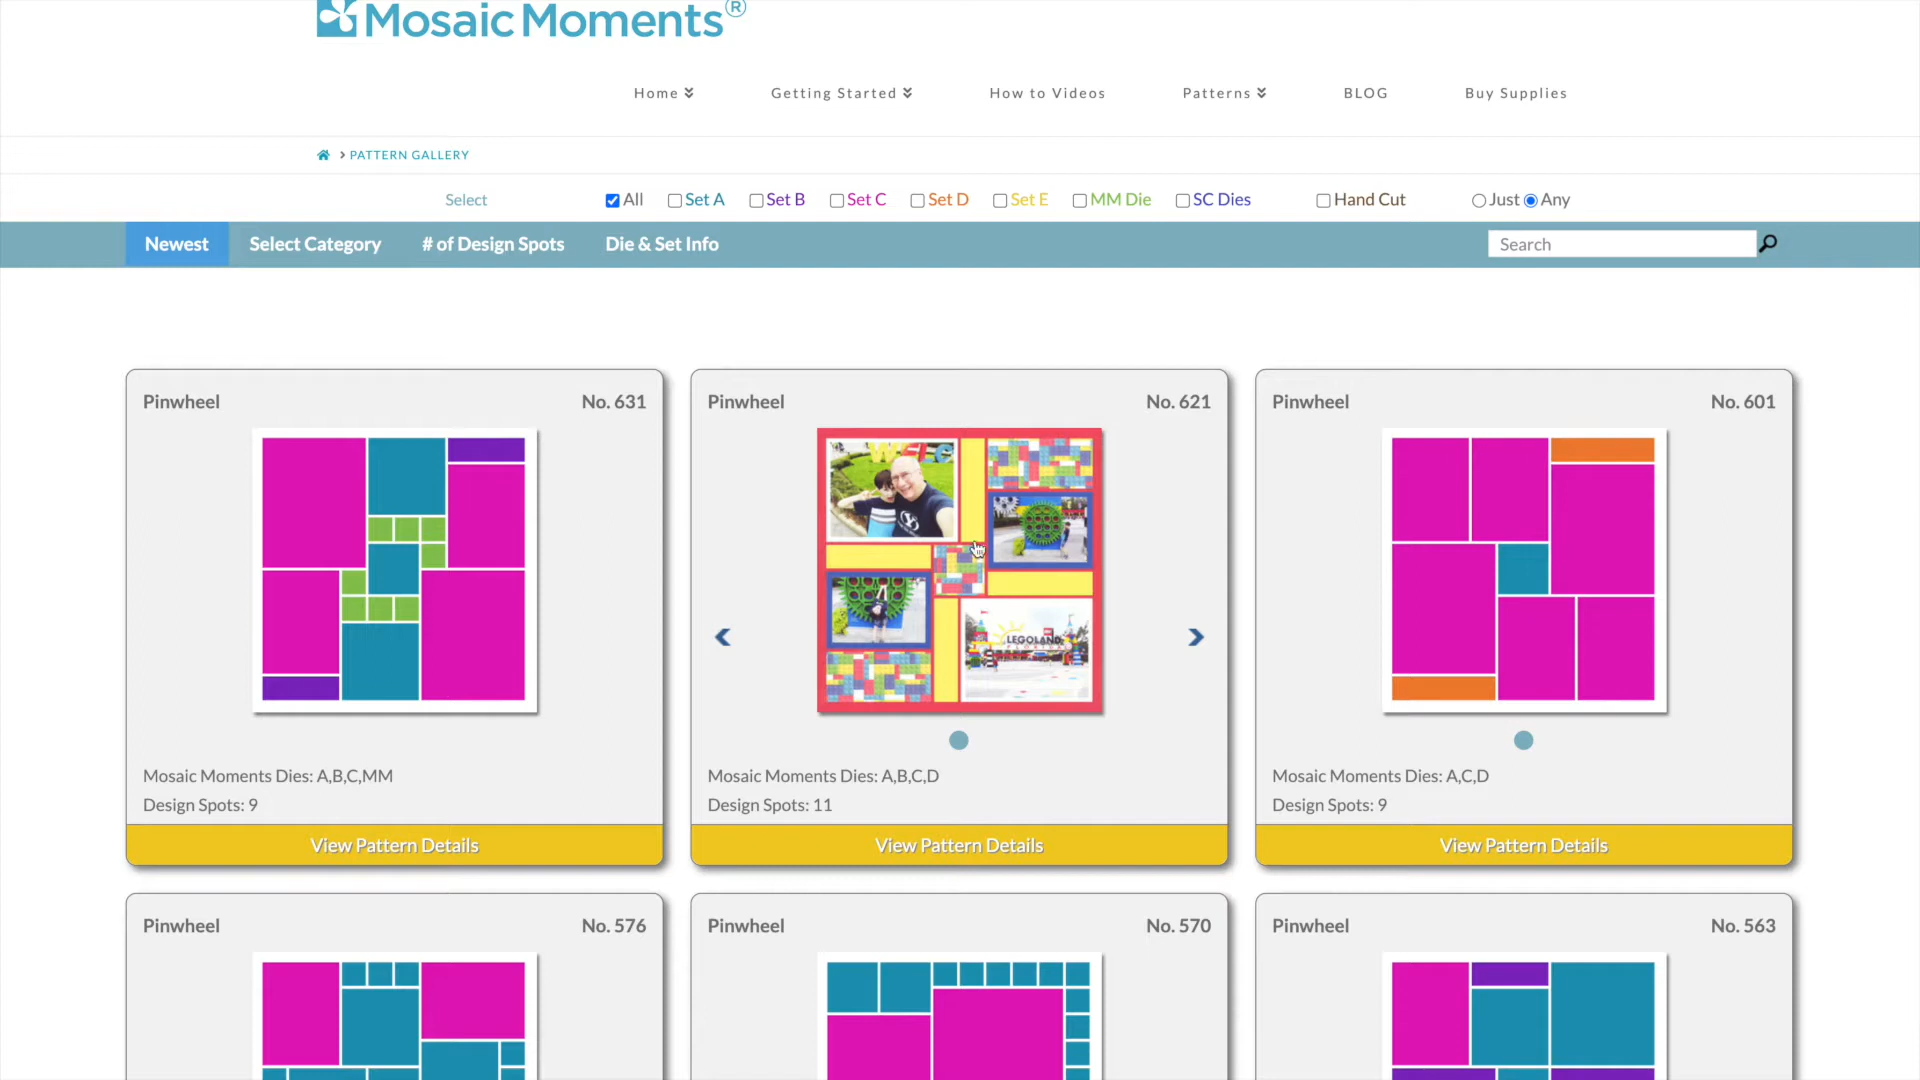 Mosaic Moments®
Home Getting Started How to Videos Patterns BLOG Buy Supplies
PATTERN GALLERY
Select All Set A Set B Set C Set D Set E MM Die SC Dies Hand Cut Just Any
Newest Select Category # of Design Spots Die & Set Info Search
Pinwheel No. 631
Pinwheel No. 621
Pinwheel No. 601
LEGOLAND
FLORIDA
Mosaic Moments Dies: A,B,C,MM
Design Spots: 9
Mosaic Moments Dies: A,B,C,D
Design Spots: 11
Mosaic Moments Dies: A,C,D
Design Spots: 9
View Pattern Details
View Pattern Details
View Pattern Details
Pinwheel No. 576
Pinwheel No. 570
Pinwheel No. 563